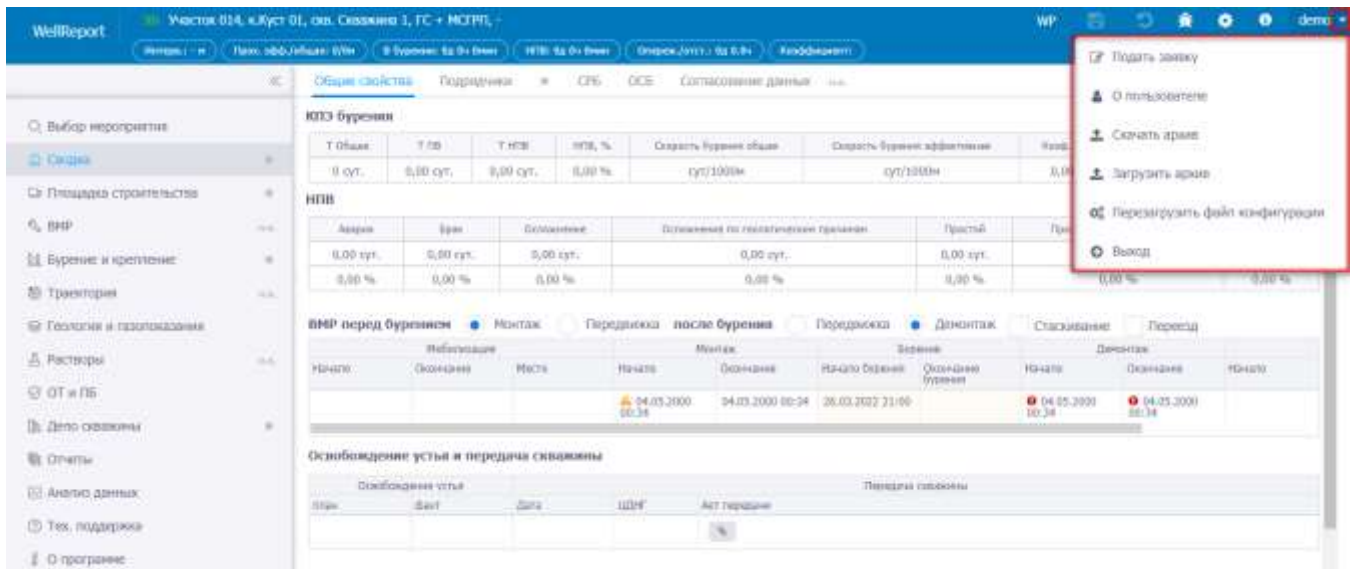 WellReport
Участок 014, к.Куст 01, скв. Скважина 1, ГС + МСГРП, -
WP
demo
Коэффициент
Подать заявку
О пользователе
Скачать архив
Загрузить архив
Перезагрузить файл конфигурации
Выход
Общие свойства Подрядчики СРБ ОСБ Согласование данных н.а.
Выбор мероприятия
Сводка
Площадка строительства
ВМР н.а.
Бурение и крепление
Траектория н.а.
Геология и газопоказания
Растворы н.а.
ОТ и ПБ
Дело скважины
Отчеты
Анализ данных
Тех. поддержка
О программе
КПЭ бурения
Т Общее Т ПВ Т НПВ НПВ, % Скорость бурения общая Скорость бурения эффективная
0 сут. 0,00 сут. 0,00 сут. 0,00 % сут/1000м сут/1000м
НПВ
Авария Брак Осложнение Осложнения по геологическим причинам Простой
0,00 сут. 0,00 сут. 0,00 сут. 0,00 сут. 0,00 сут.
0,00 % 0,00 % 0,00 % 0,00 % 0,00 % 0,00 % 0,00 %
ВМР перед бурением Монтаж Передвижка после бурения Передвижка Демонтаж Стаскивание Переезд
Мобилизация Монтаж Бурение Демонтаж
Начало Окончание Место Начало Окончание Начало бурения Окончание бурения Начало Окончание Начало
04.05.2000 00:34 04.05.2000 00:34 26.03.2022 21:00 04.05.2000 00:34 04.05.2000 00:34
Освобождение устья и передача скважины
Освобождение устья Передача скважины
План Факт Дата ЦДНГ Акт передачи